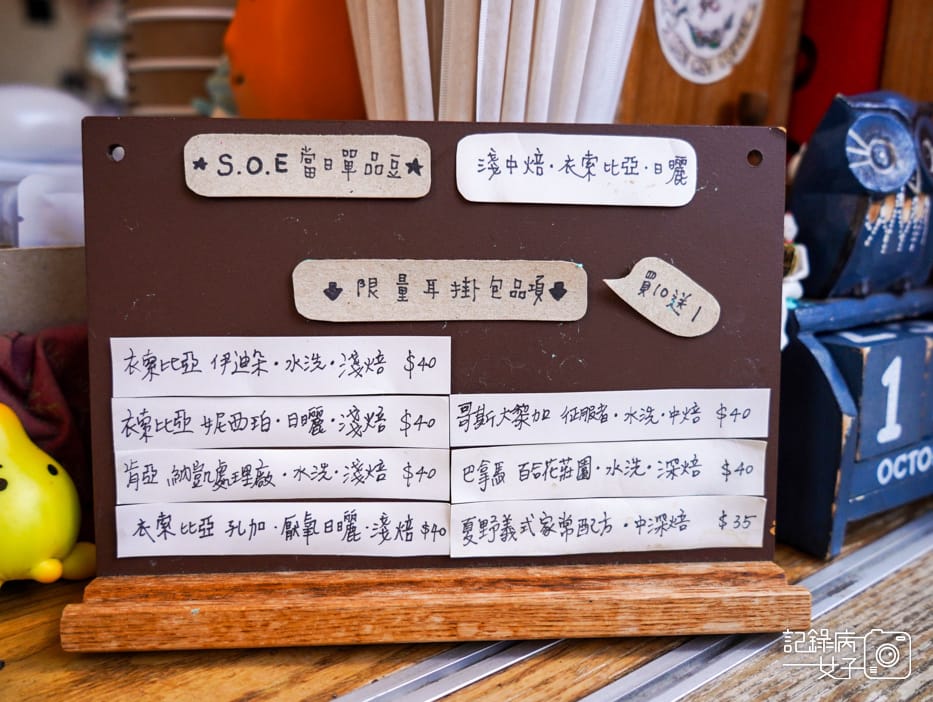 ★ S.O.E 當日單品豆 ★
淺中焙・衣索比亞・日曬
限量耳掛包品項
買10送1
衣索比亞 伊迪朵・水洗・淺焙 $40
衣索比亞 妮西珀・日曬・淺焙 $40
肯亞 納凱處理廠・水洗・淺焙 $40
衣索比亞 孔加・厭氧日曬・淺焙 $40
哥斯大黎加 征服者・水洗・中焙 $40
巴拿馬 百合花莊園・水洗・深焙 $40
夏野義式家常配方・中深焙 $35
1
OCTO
記錄病
女子